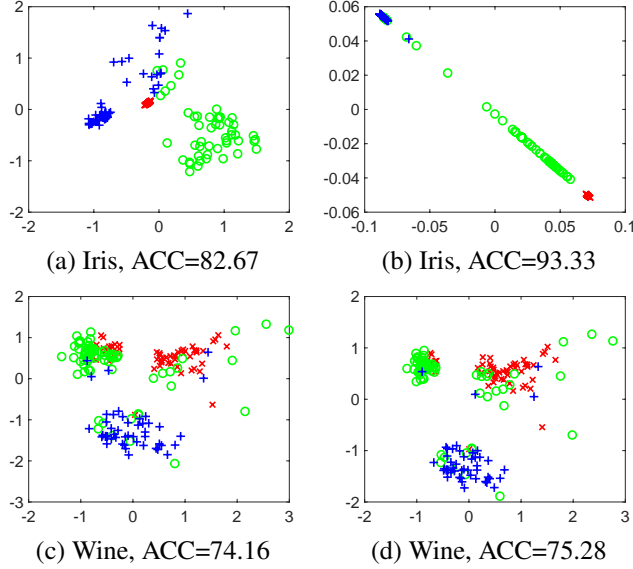 2
1
0
-1
-2
-2 -1 0 1 2
(a) Iris, ACC=82.67
0.06
0.04
0.02
0
-0.02
-0.04
-0.06
-0.1 -0.05 0 0.05 0.1
(b) Iris, ACC=93.33
2
1
0
-1
-2
-3
-2 -1 0 1 2 3
(c) Wine, ACC=74.16
2
1
0
-1
-2
-2 -1 0 1 2 3
(d) Wine, ACC=75.28